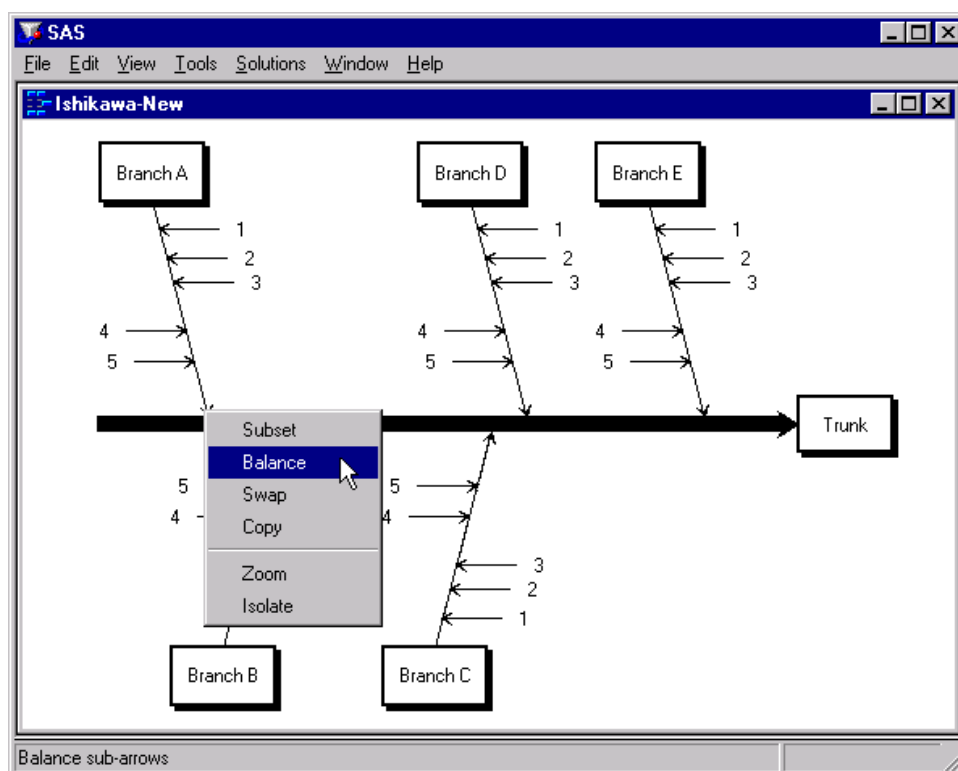 SAS
File Edit View Tools Solutions Window Help
Ishikawa-New
Branch A Branch D Branch E
1 1 1
2 2 2
3 3 3
4 4 4
5 5 5
Trunk
Subset
Balance
Swap
Copy
Zoom
Isolate
5 5
4 4
3
2
1
Branch B Branch C
Balance sub-arrows